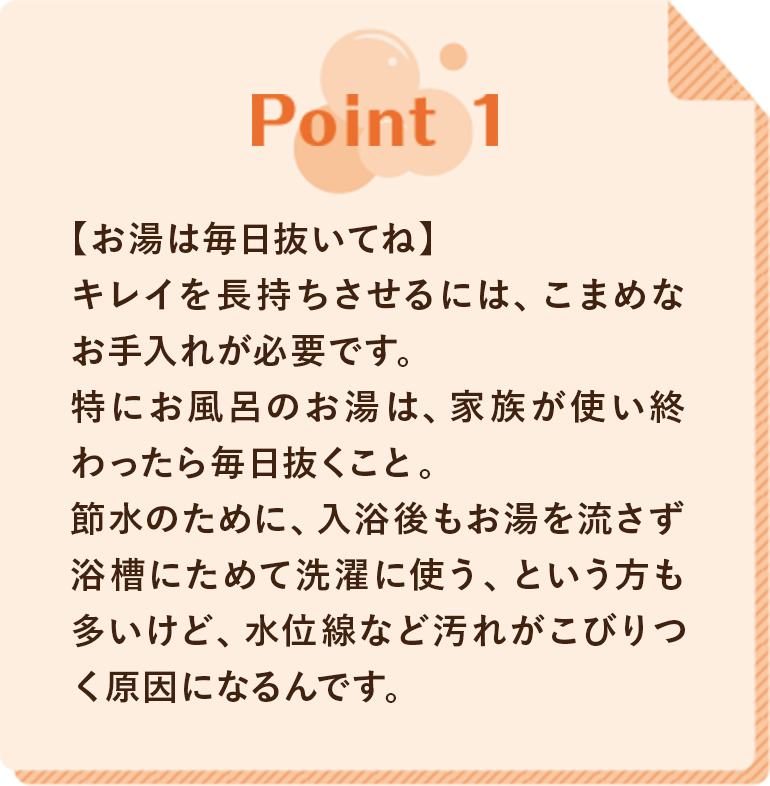 Point 1
【お湯は毎日抜いてね】
キレイを長持ちさせるには、こまめな
お手入れが必要です。
特にお風呂のお湯は、家族が使い終
わったら毎日抜くこと。
節水のために、入浴後もお湯を流さず
浴槽にためて洗濯に使う、という方も
多いけど、水位線など汚れがこびりつ
く原因になるんです。